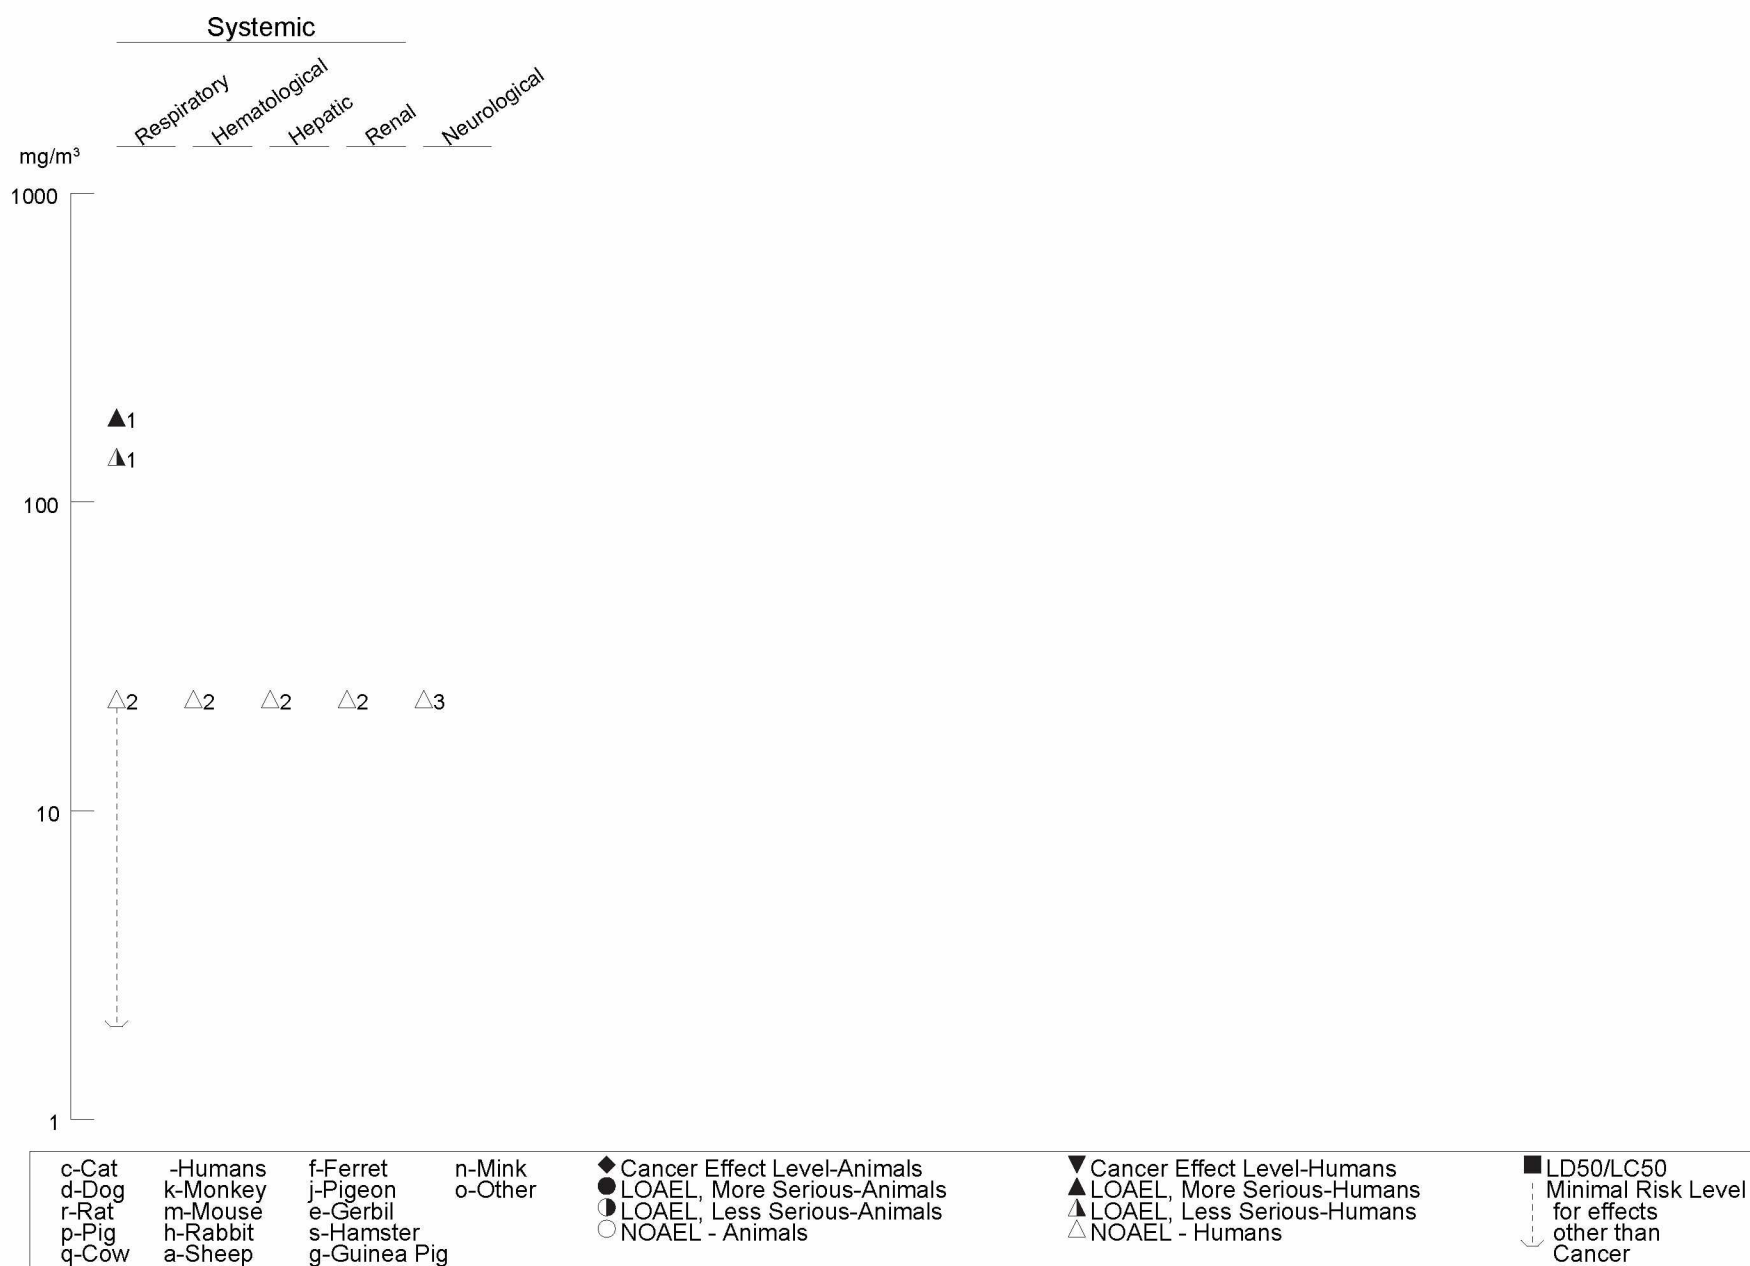 Systemic
Respiratory Hematological Hepatic Renal Neurological
mg/m³
1000
1
1
100
2 2 2 2 3
10
1
c-Cat -Humans f-Ferret n-Mink Cancer Effect Level-Animals Cancer Effect Level-Humans LD50/LC50
d-Dog k-Monkey j-Pigeon o-Other LOAEL, More Serious-Animals LOAEL, More Serious-Humans Minimal Risk Level
r-Rat m-Mouse e-Gerbil LOAEL, Less Serious-Animals LOAEL, Less Serious-Humans for effects
p-Pig h-Rabbit s-Hamster NOAEL - Animals NOAEL - Humans other than
q-Cow a-Sheep g-Guinea Pig Cancer